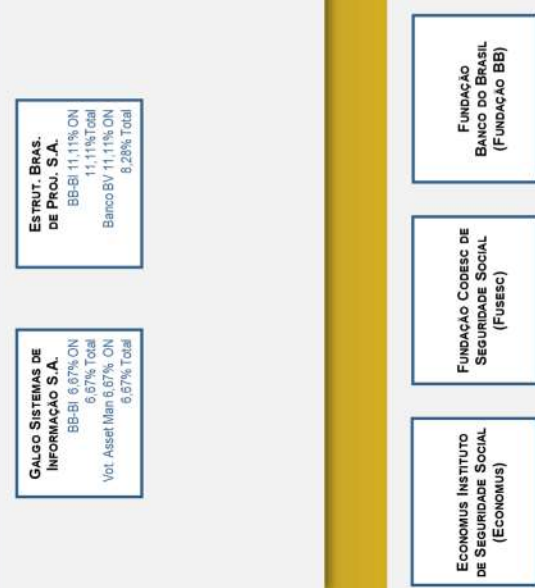 GALGO SISTEMAS DE
INFORMAÇÃO S.A.
BB-BI 6,67% ON
6,67% Total
Vot. Asset Man 6,67% ON
6,67% Total
ESTRUT. BRAS.
DE PROJ. S.A.
BB-BI 11,11% ON
11,11%Total
Banco BV 11,11% ON
8,28% Total
ECONOMUS INSTITUTO
DE SEGURIDADE SOCIAL
(ECONOMUS)
FUNDAÇÃO CODESC DE
SEGURIDADE SOCIAL
(FUSESC)
FUNDAÇÃO
BANCO DO BRASIL
(FUNDAÇÃO BB)